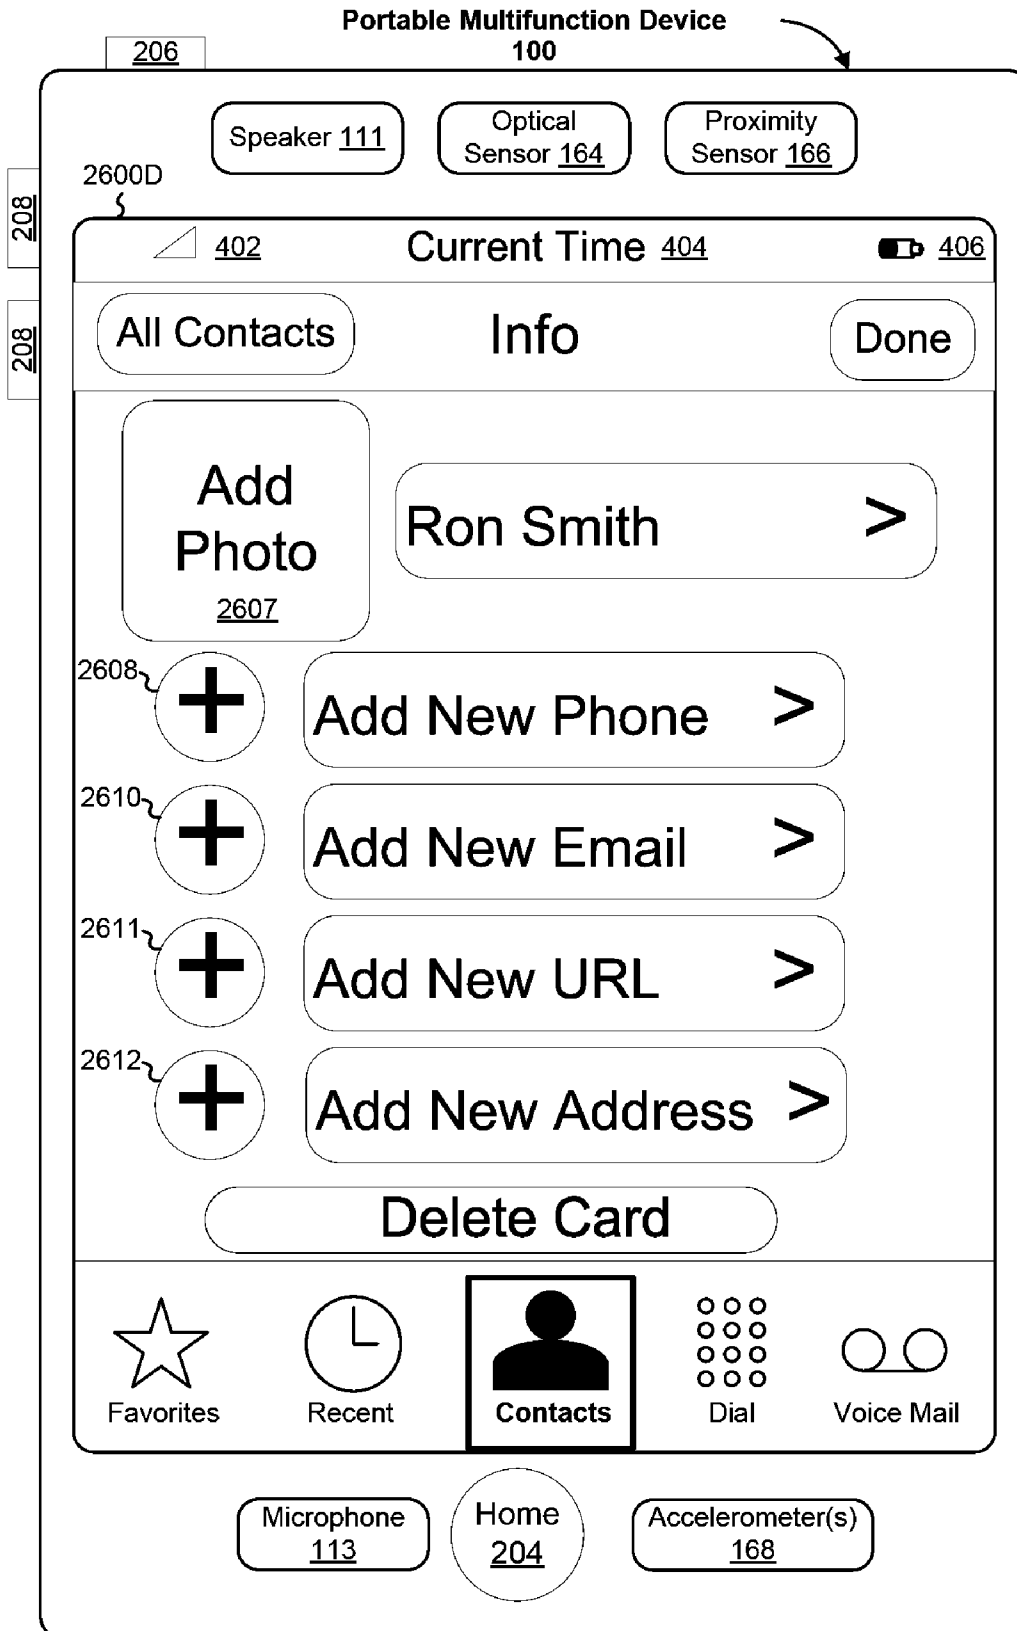 Portable Multifunction Device
100
206
Speaker 111
Optical
Sensor 164
Proximity
Sensor 166
2600D
208
208
402
Current Time 404
406
All Contacts
Info
Done
Add
Photo
2607
Ron Smith >
2608
+
Add New Phone >
2610
+
Add New Email >
2611
+
Add New URL >
2612
+
Add New Address >
Delete Card
Favorites
Recent
Contacts
Dial
Voice Mail
Microphone
113
Home
204
Accelerometer(s)
168